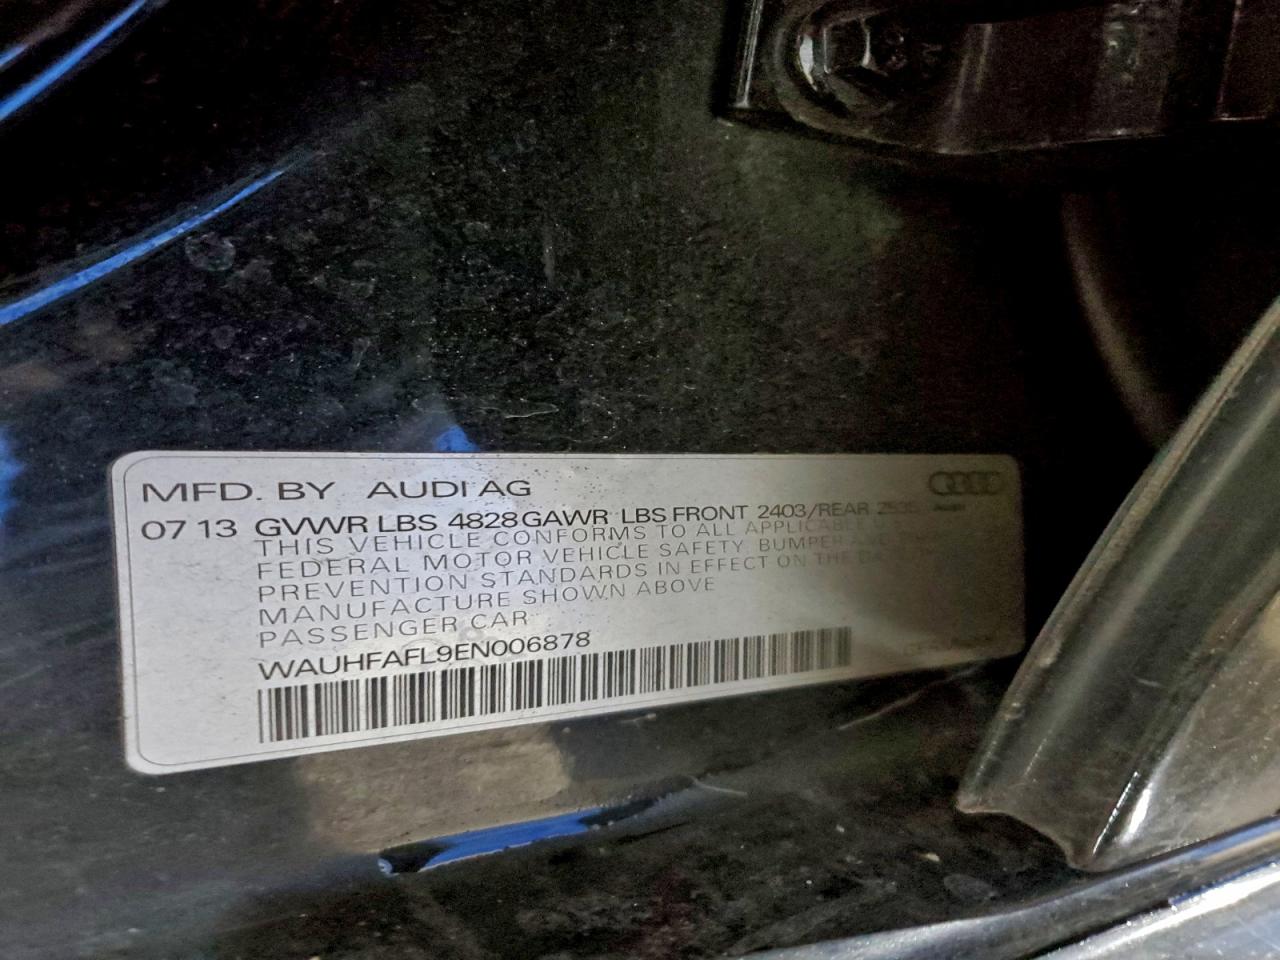 MFD. BY AUDI AG
07 13 GVWR LBS 4828 GAWR LBS FRONT 2403/REAR
THIS VEHICLE CONFORMS TO ALL APPLICABLE
FEDERAL MOTOR VEHICLE SAFETY, BUMPER
PREVENTION STANDARDS IN EFFECT ON THE
MANUFACTURE SHOWN ABOVE
PASSENGER CAR
WAUHFAFL9EN006878